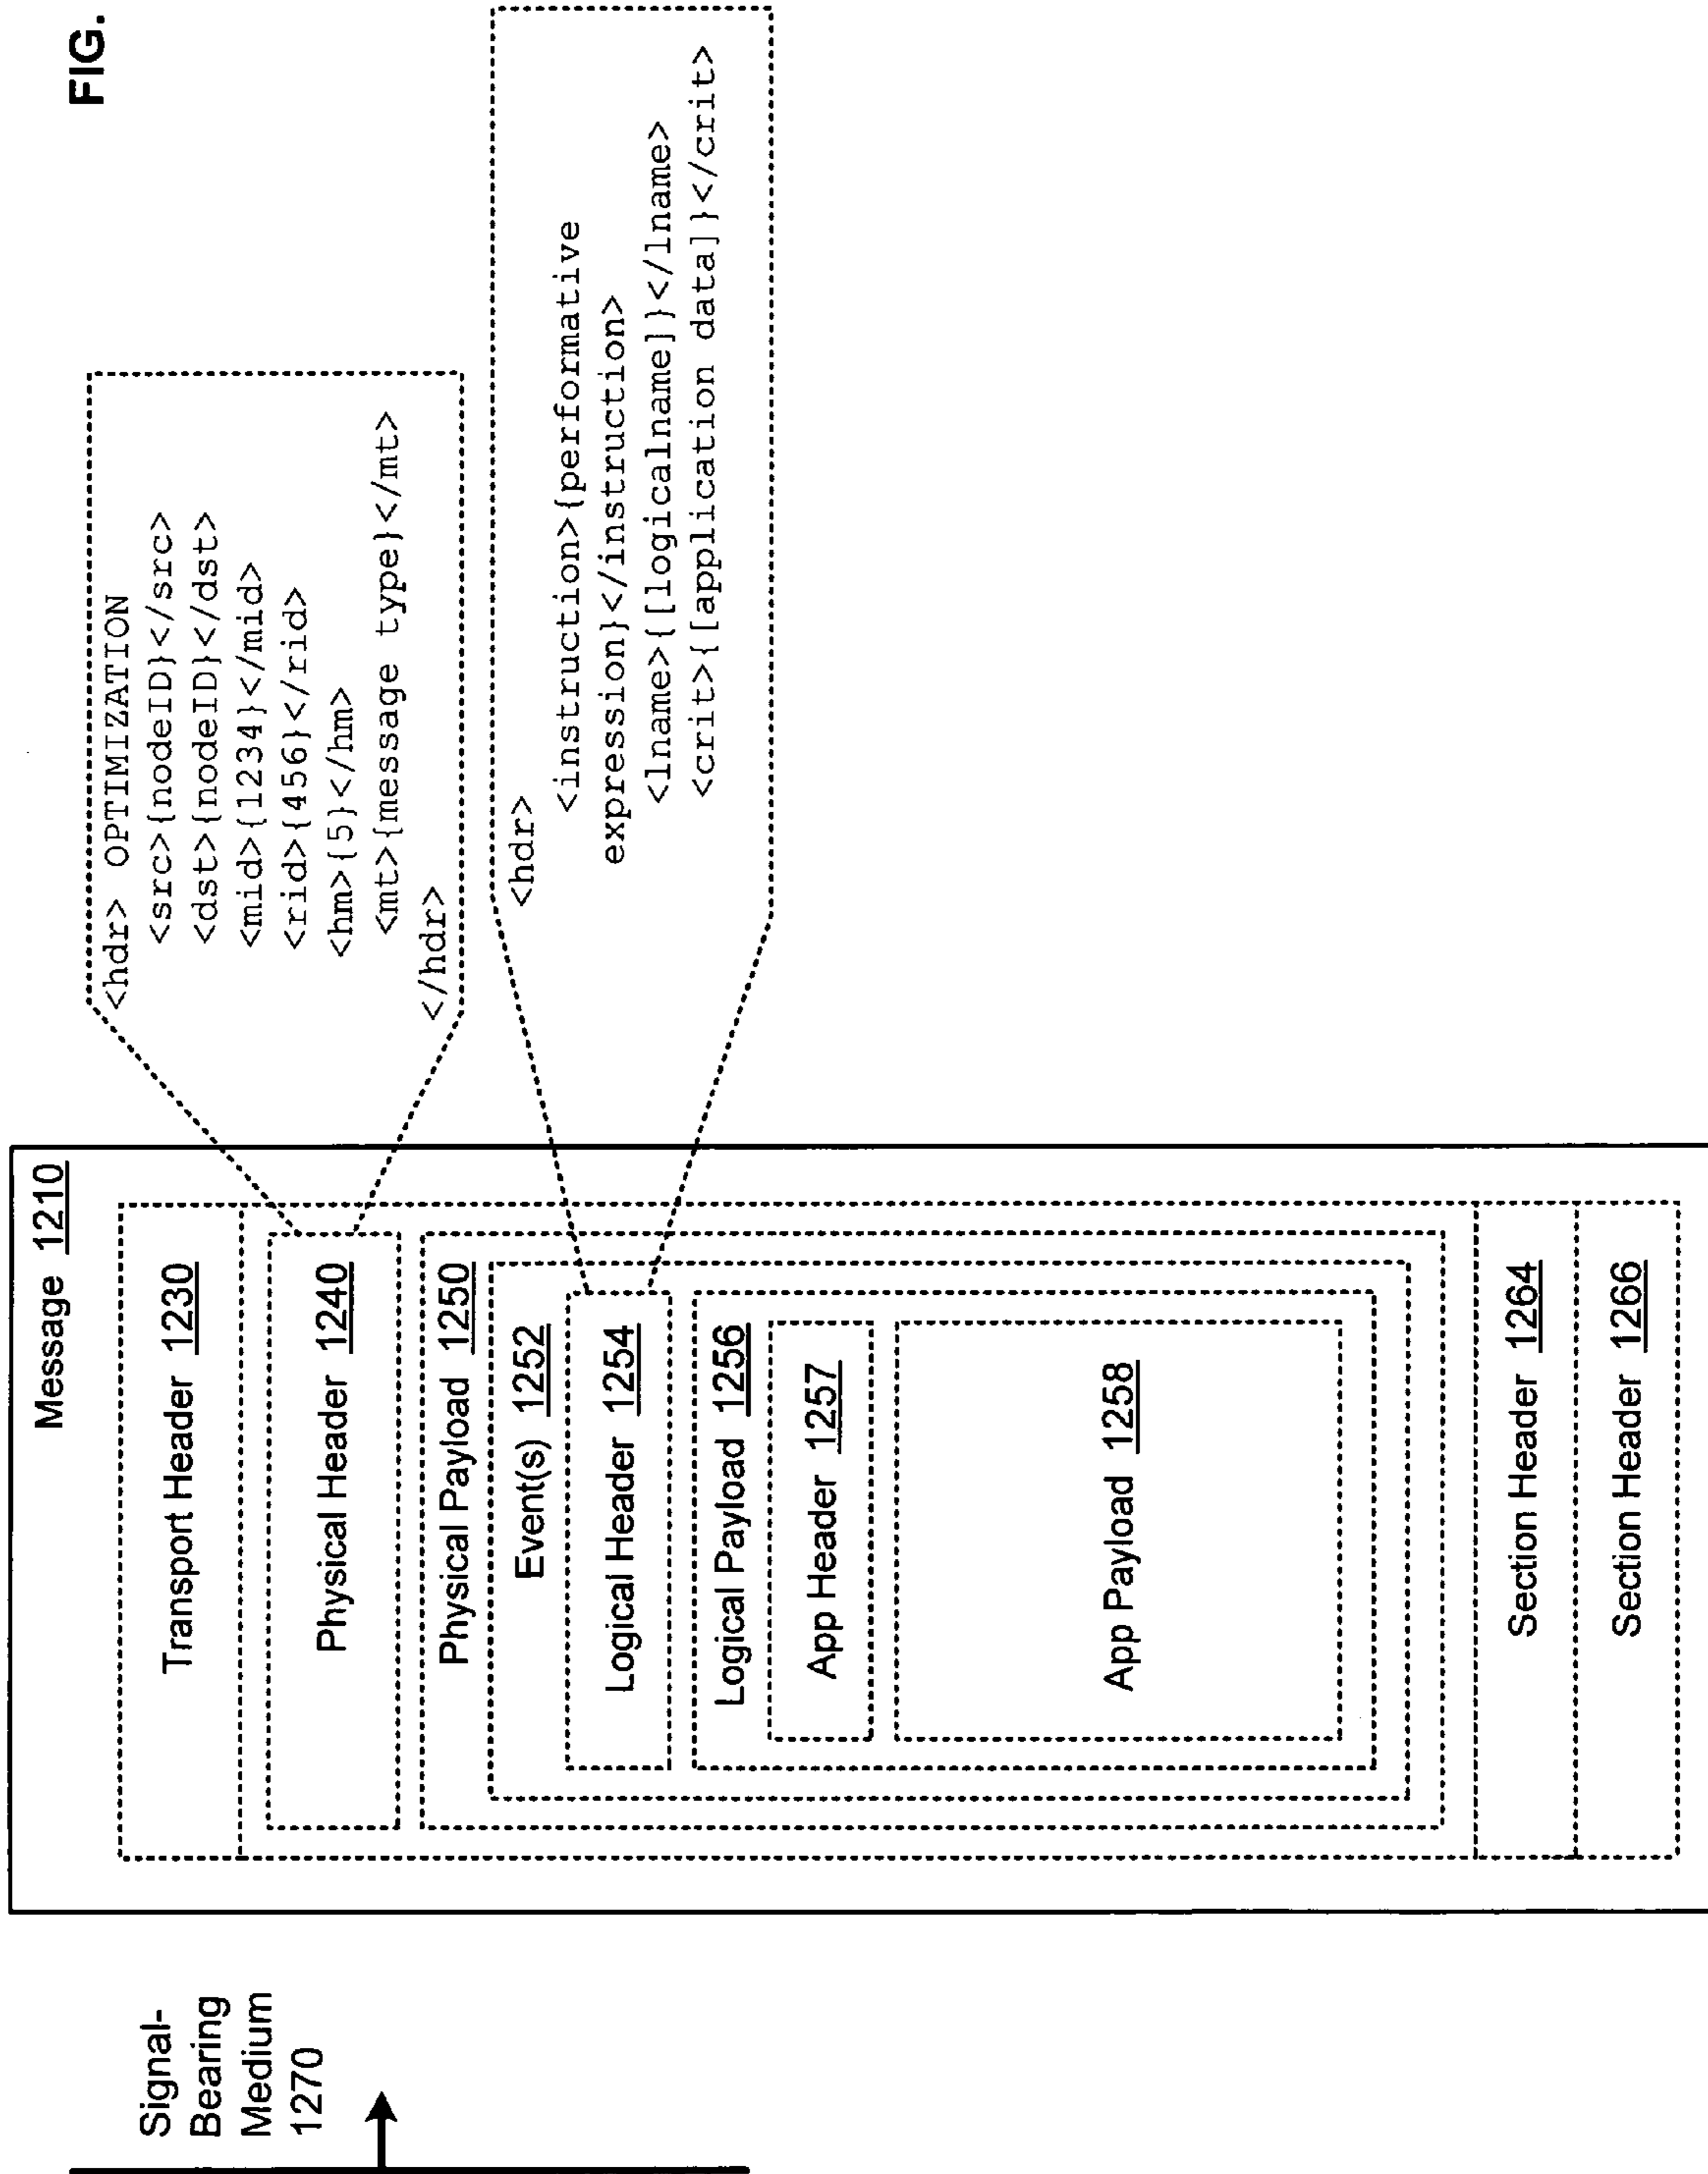 FIG.
Signal-
Bearing
Medium
1270
Message 1210
Transport Header 1230
Physical Header 1240
Physical Payload 1250
Event(s) 1252
Logical Header 1254
Logical Payload 1256
App Header 1257
App Payload 1258
Section Header 1264
Section Header 1266
<hdr> OPTIMIZATION
<src>{nodeID}</src>
<dst>{nodeID}</dst>
<mid>{1234}</mid>
<rid>{456}</rid>
<hm>{5}</hm>
<mt>{message type}</mt>
</hdr>
<hdr>
<instruction>{performative
expression}</instruction>
<lname>{[logicalname]}</lname>
<crit>{[application data]}</crit>